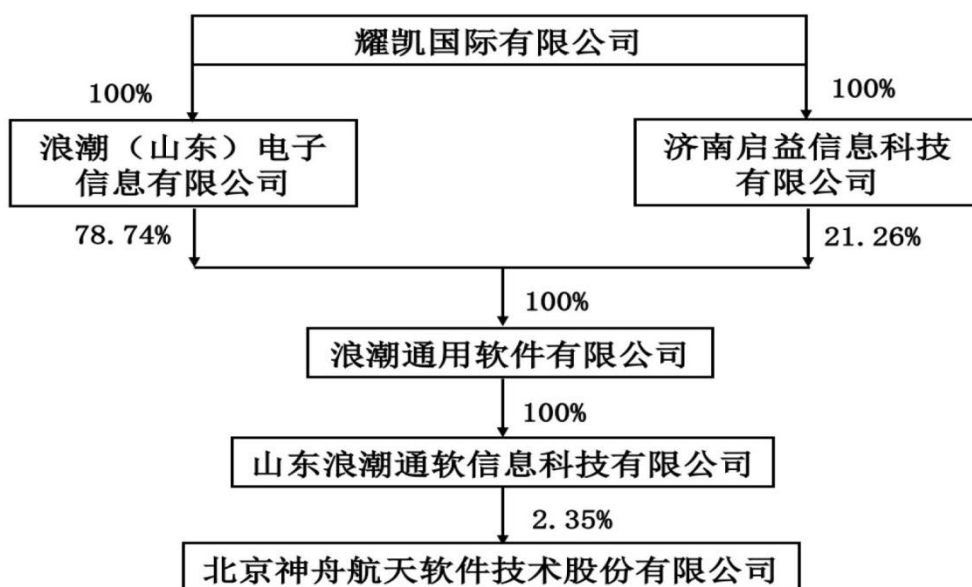 耀凯国际有限公司
100%
100%
浪潮（山东）电子
信息有限公司
济南启益信息科技
有限公司
78.74%
21.26%
100%
浪潮通用软件有限公司
100%
山东浪潮通软信息科技有限公司
2.35%
北京神舟航天软件技术股份有限公司